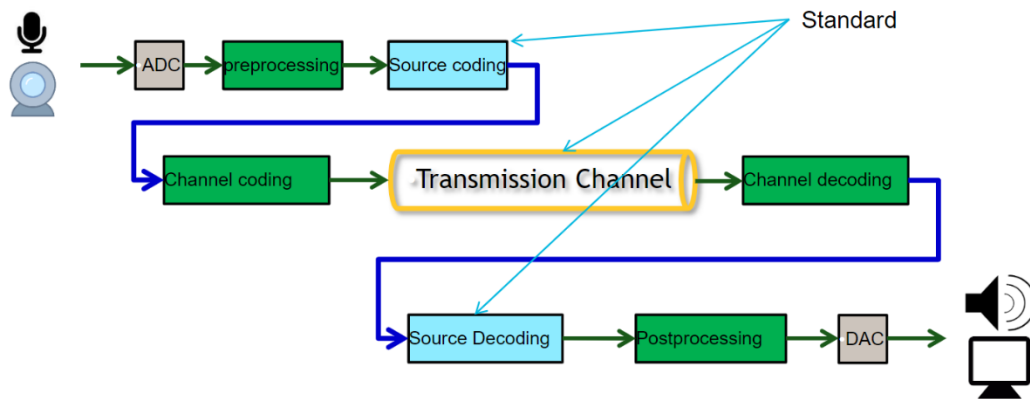 Standard
ADC
preprocessing
Source coding
Channel coding
Transmission Channel
Channel decoding
Source Decoding
Postprocessing
DAC